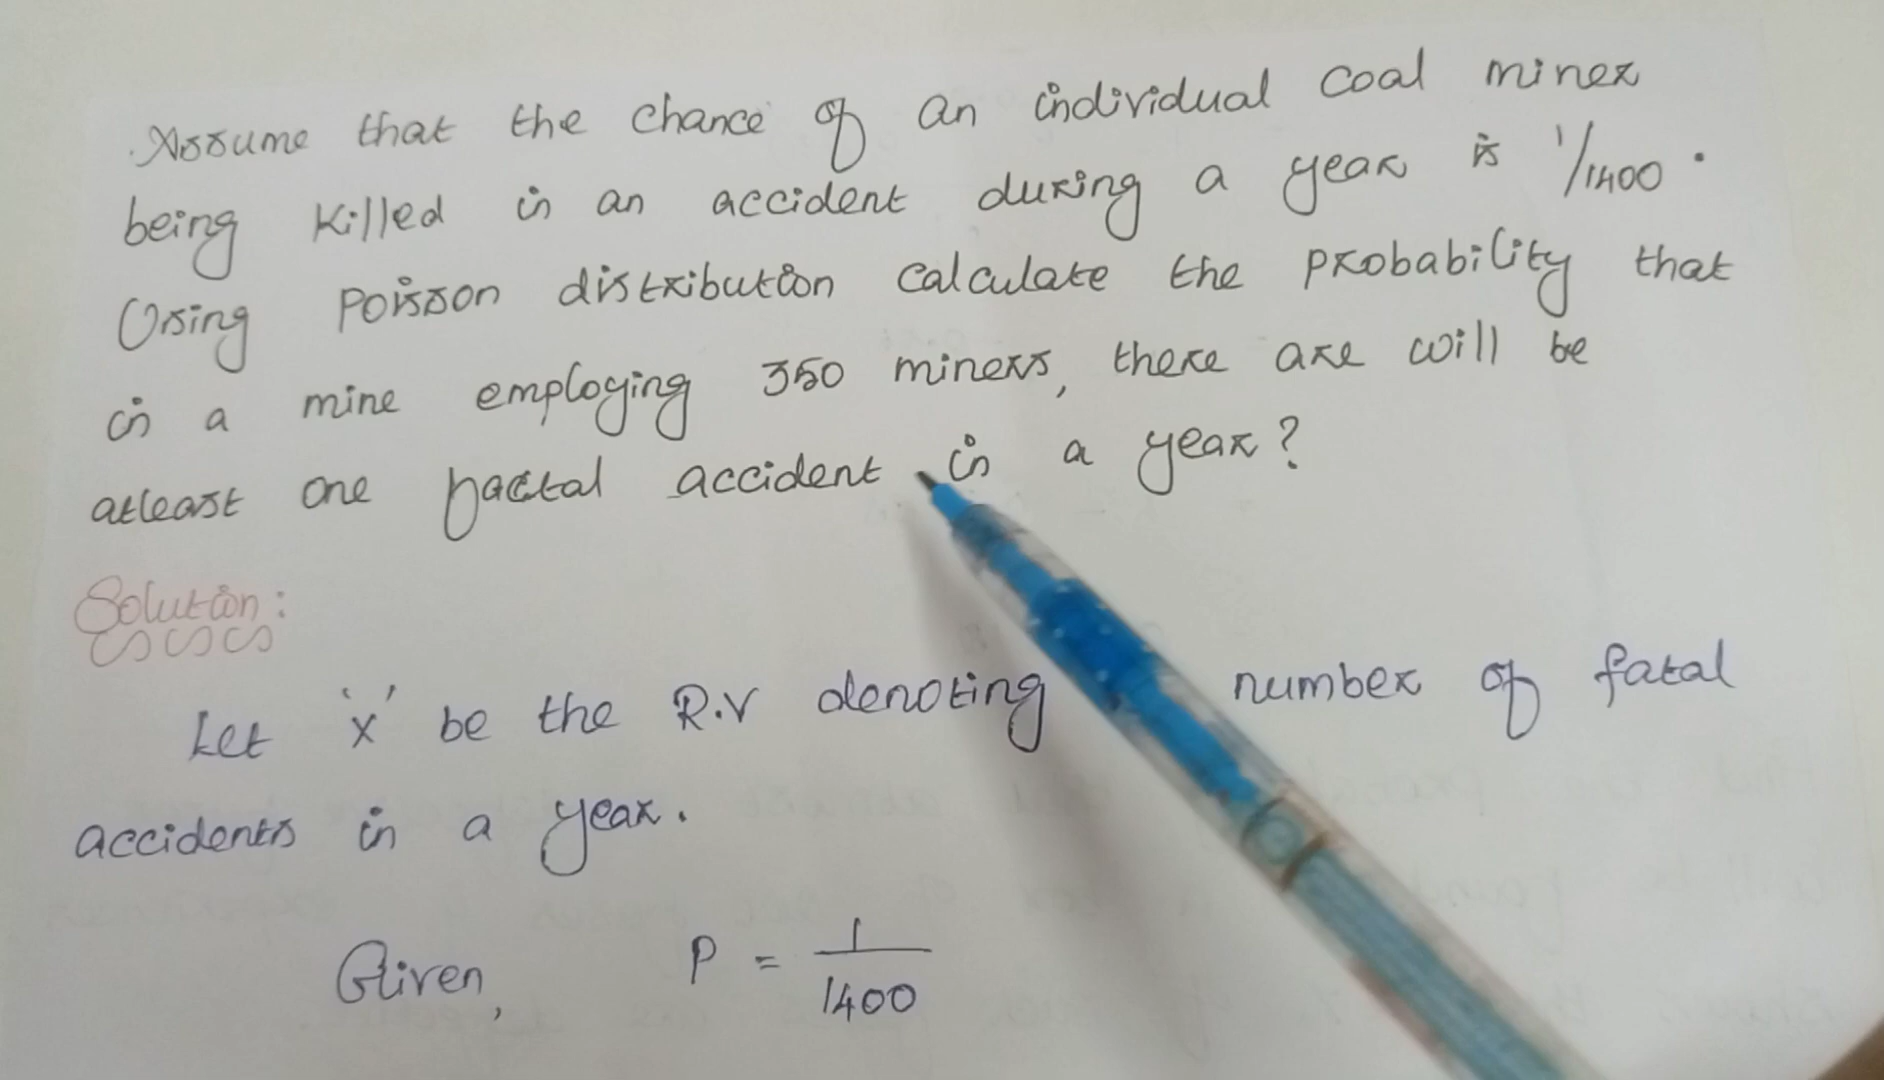 Assume that the chance of an individual coal miner
being killed in an accident during a year is 1/1400.
Using poisson distribution calculate the probability that
in a mine employing 350 miners, there are will be
atleast one factal accident in a year?
Solution:
Let 'x' be the R.V denoting number of fatal
accidents in a year.
Given, P = 1/1400